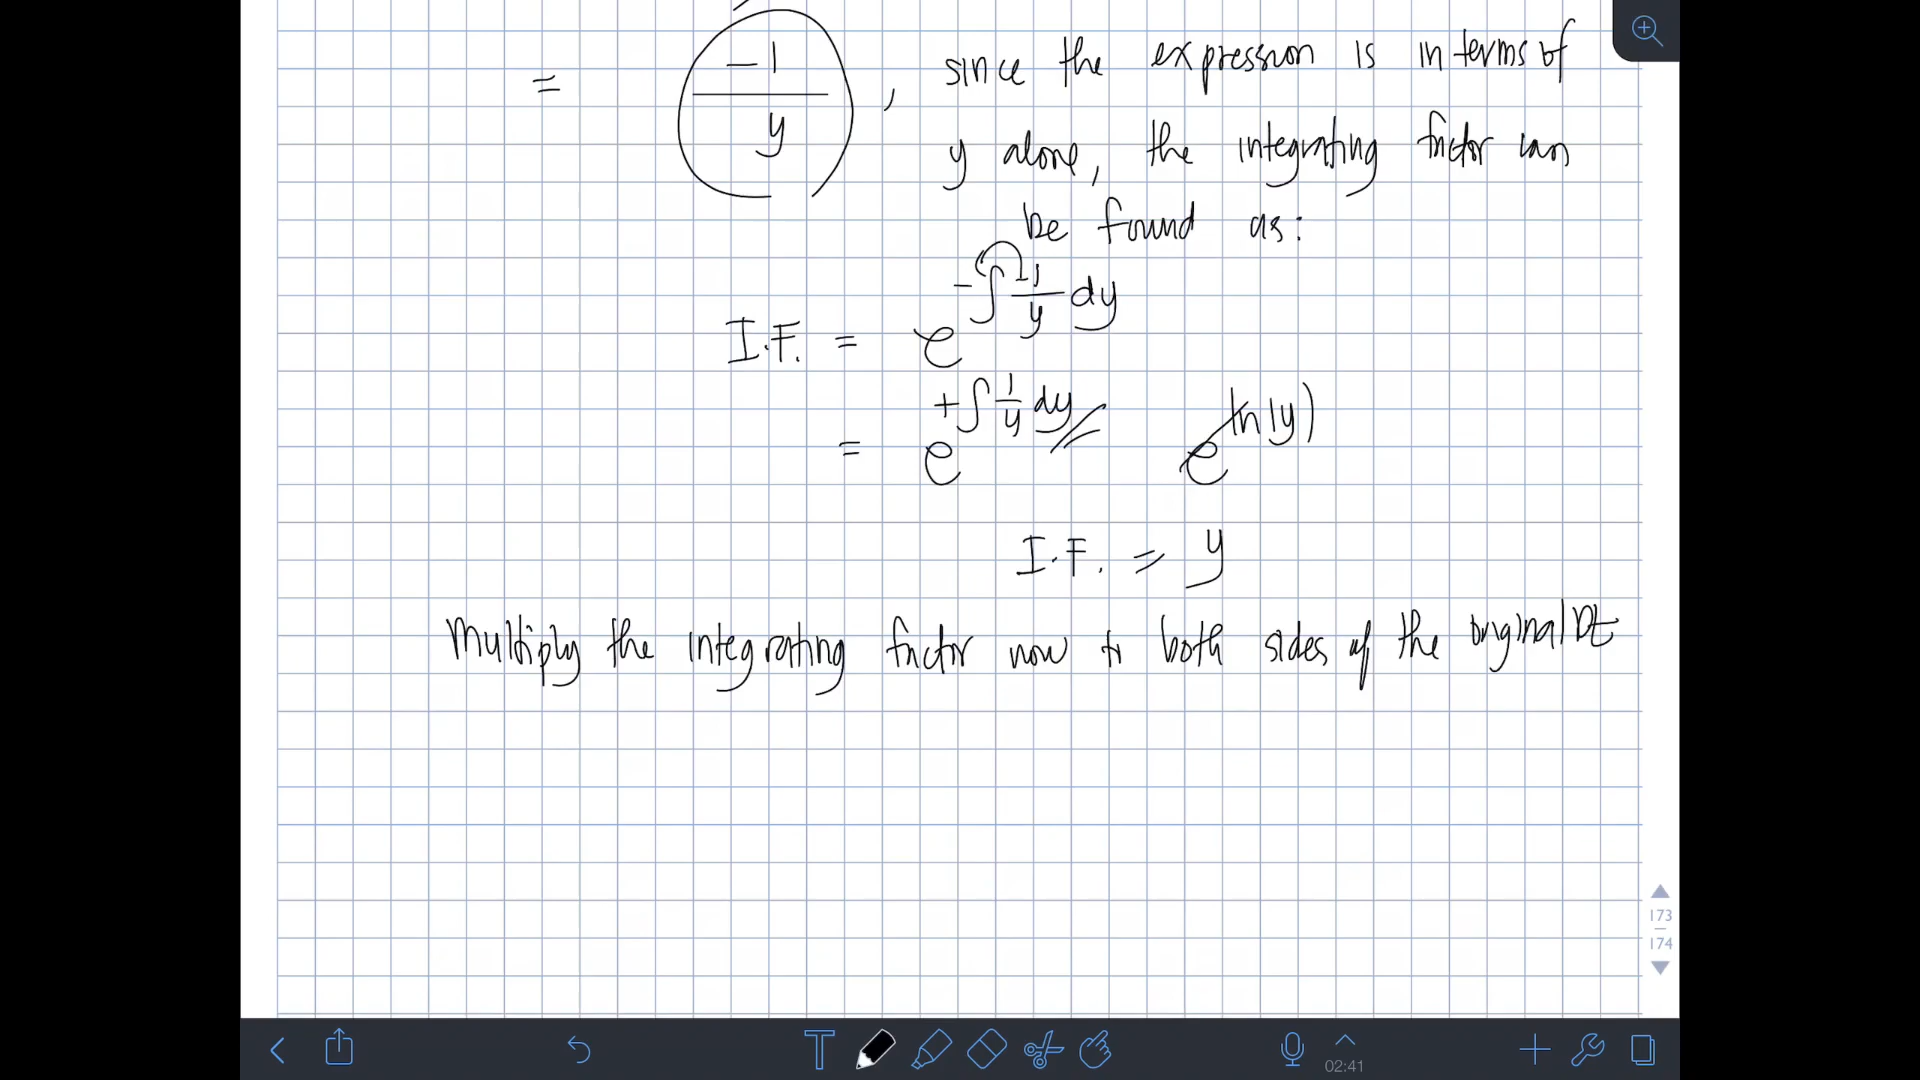 = -1/y , since the expression is in terms of
y alone, the integrating factor can
be found as:
I.F. = e^{-∫ -1/y dy}
= e^{+∫ 1/y dy} e^{ln(y)}
I.F. = y
Multiply the integrating factor now to both sides of the original DE
173
174
T
02:41